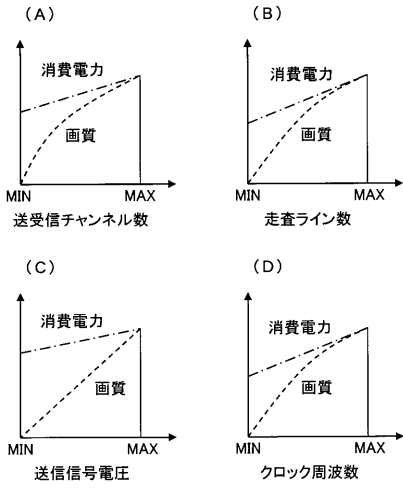 (A)
消費電力
画質
MIN
MAX
送受信チャンネル数
(B)
消費電力
画質
MIN
MAX
走査ライン数
(C)
消費電力
画質
MIN
MAX
送信信号電圧
(D)
消費電力
画質
MIN
MAX
クロック周波数